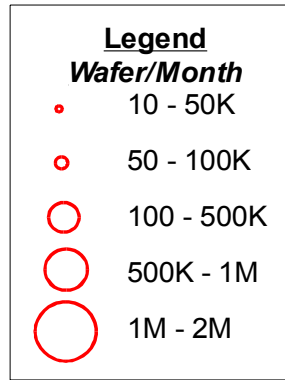 Legend
Wafer/Month
10 - 50K
50 - 100K
100 - 500K
500K - 1M
1M - 2M